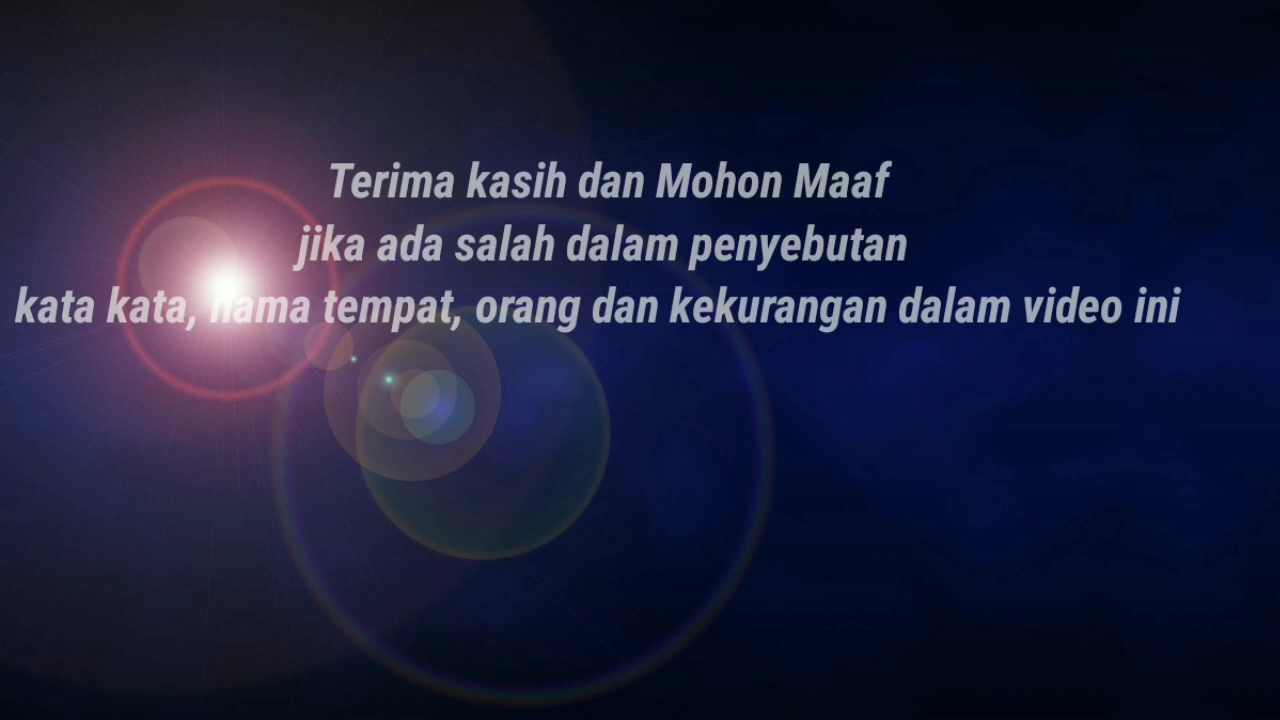 Terima kasih dan Mohon Maaf
jika ada salah dalam penyebutan
kata kata, nama tempat, orang dan kekurangan dalam video ini